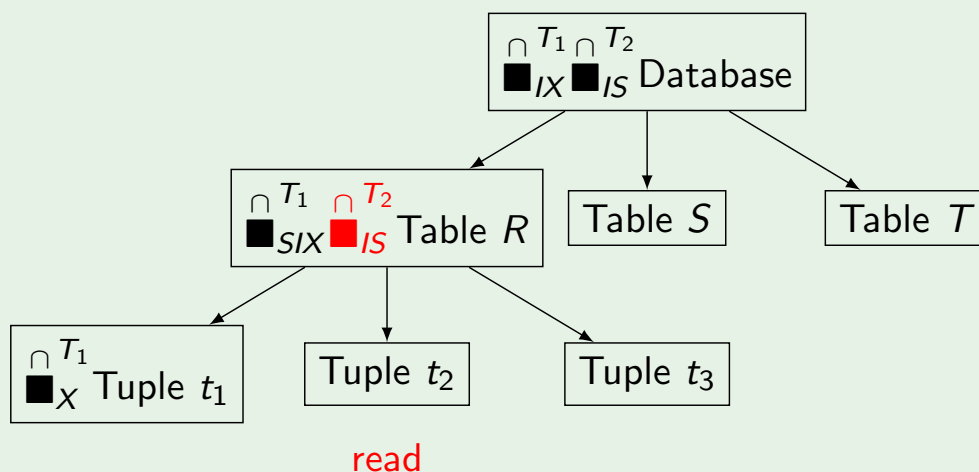 T1 T2
IX IS Database
T1 T2
SIX IS Table R
Table S
Table T
T1
X Tuple t1
Tuple t2
Tuple t3
read